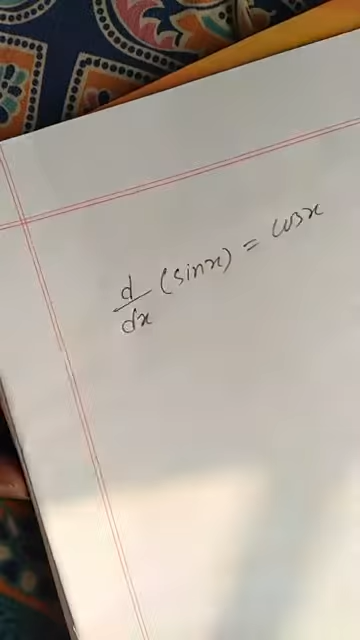 d/dx (sinx) = cosx